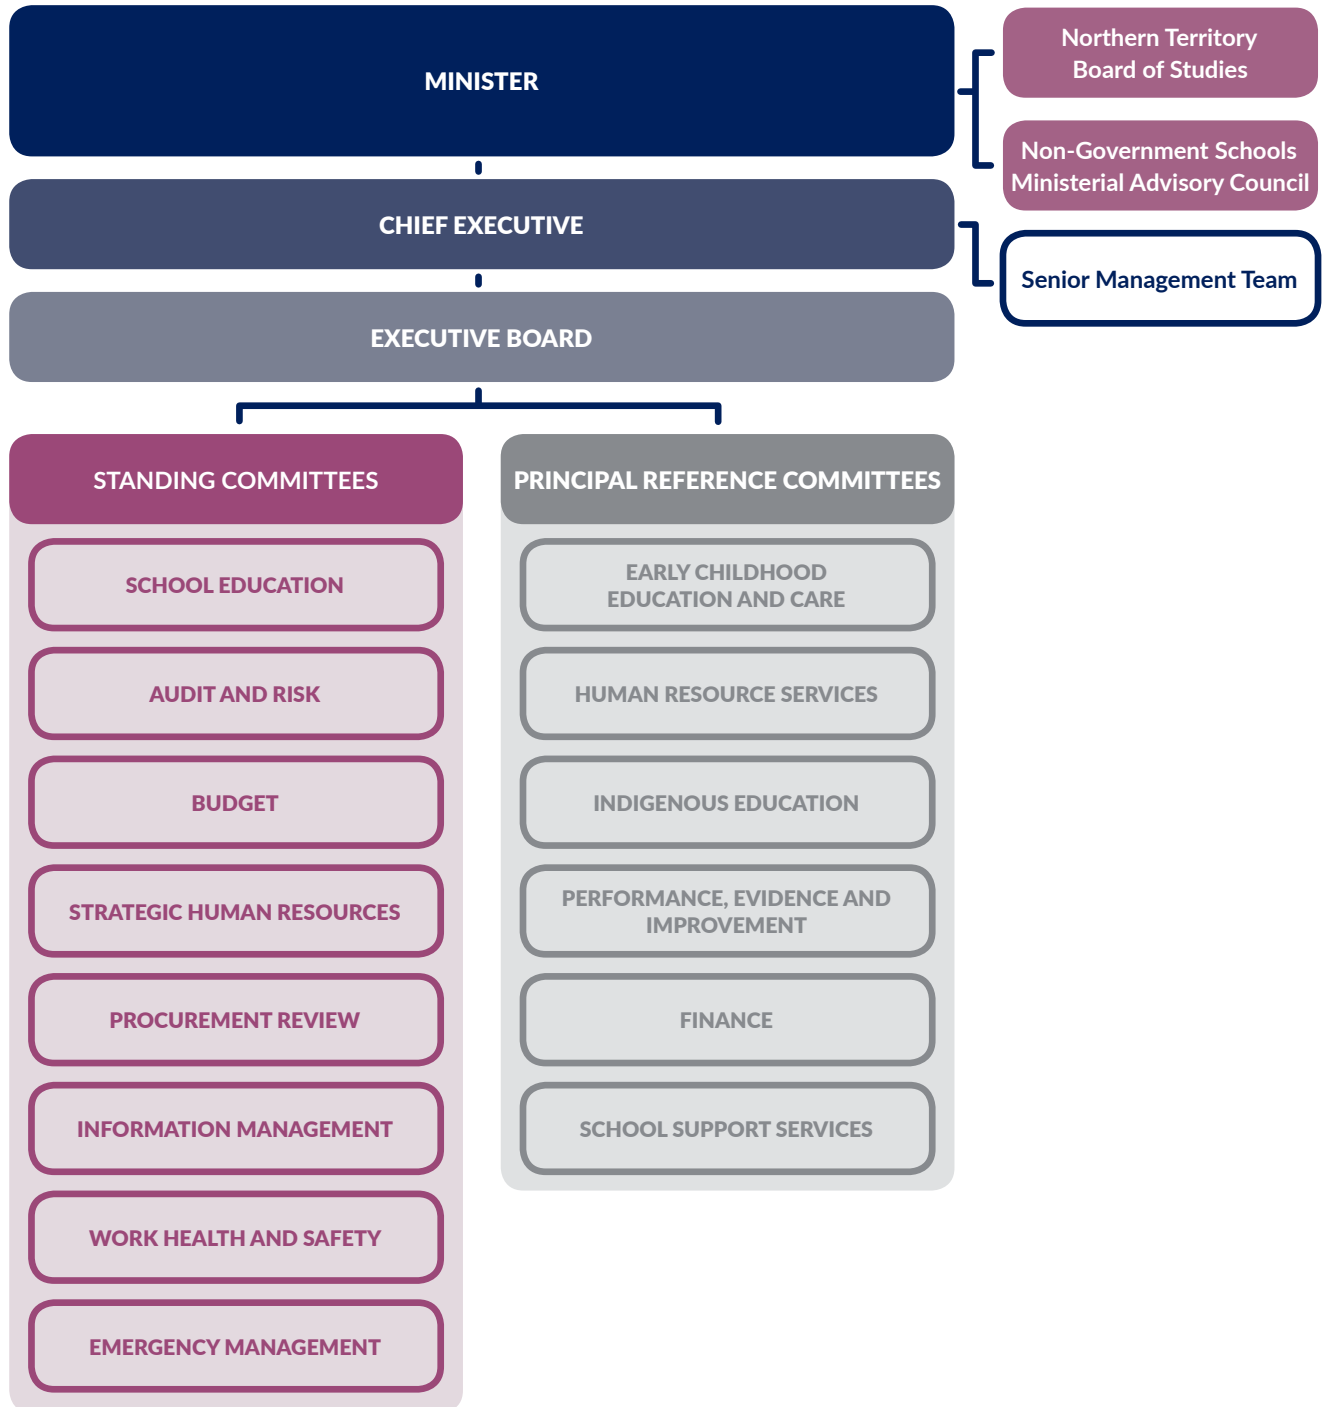 MINISTER
Northern Territory
Board of Studies
Non-Government Schools
Ministerial Advisory Council
CHIEF EXECUTIVE
Senior Management Team
EXECUTIVE BOARD
STANDING COMMITTEES
SCHOOL EDUCATION
AUDIT AND RISK
BUDGET
STRATEGIC HUMAN RESOURCES
PROCUREMENT REVIEW
INFORMATION MANAGEMENT
WORK HEALTH AND SAFETY
EMERGENCY MANAGEMENT
PRINCIPAL REFERENCE COMMITTEES
EARLY CHILDHOOD
EDUCATION AND CARE
HUMAN RESOURCE SERVICES
INDIGENOUS EDUCATION
PERFORMANCE, EVIDENCE AND
IMPROVEMENT
FINANCE
SCHOOL SUPPORT SERVICES